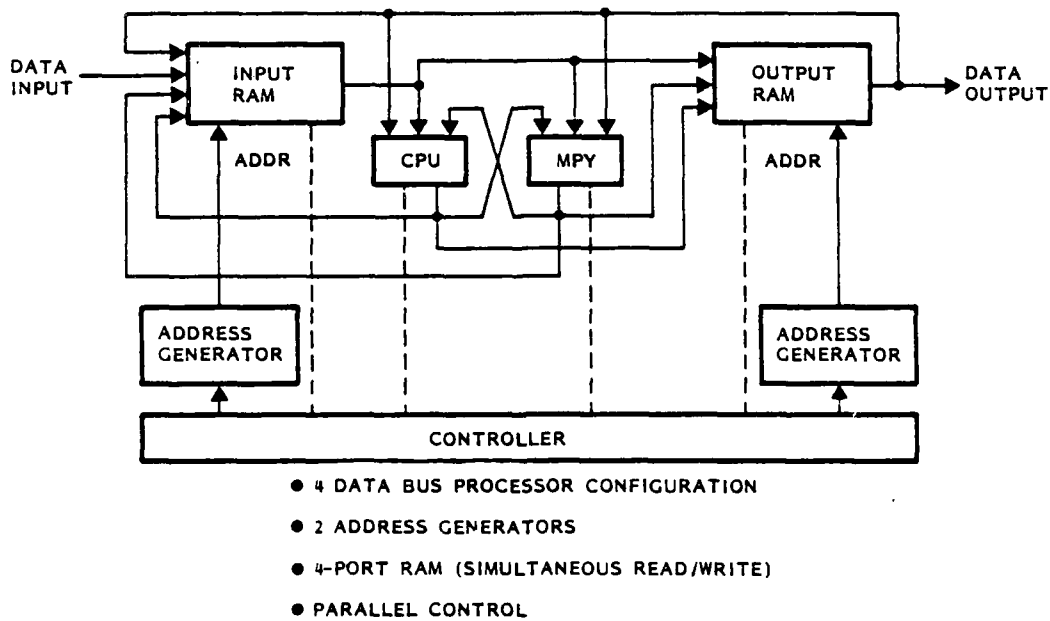 DATA
INPUT
INPUT
RAM
OUTPUT
RAM
DATA
OUTPUT
ADDR
CPU
MPY
ADDR
ADDRESS
GENERATOR
ADDRESS
GENERATOR
CONTROLLER
● 4 DATA BUS PROCESSOR CONFIGURATION
● 2 ADDRESS GENERATORS
● 4-PORT RAM (SIMULTANEOUS READ/WRITE)
● PARALLEL CONTROL